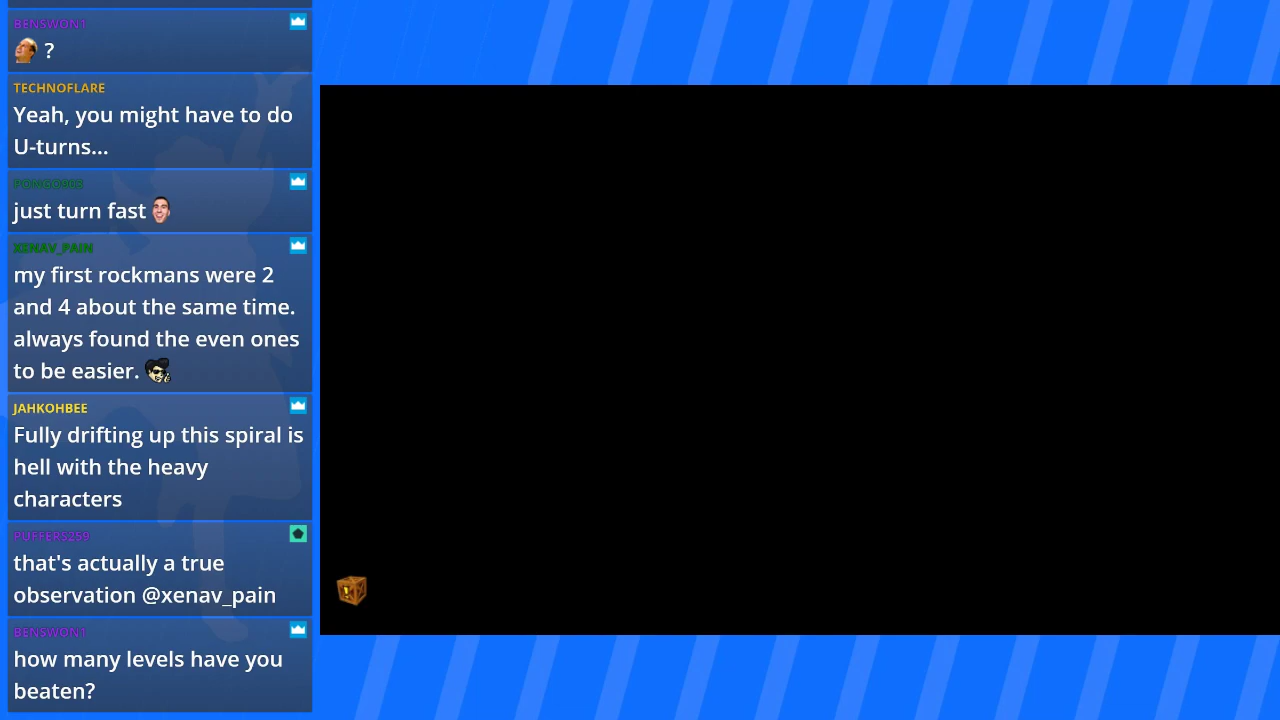 BENSWON1
?
TECHNOFLARE
Yeah, you might have to do
U-turns...
just turn fast
XENAV_PAIN
my first rockmans were 2
and 4 about the same time.
always found the even ones
to be easier.
JAHKOHBEE
Fully drifting up this spiral is
hell with the heavy
characters
PUFFERS259
that's actually a true
observation @xenav_pain
BENSWON1
how many levels have you
beaten?